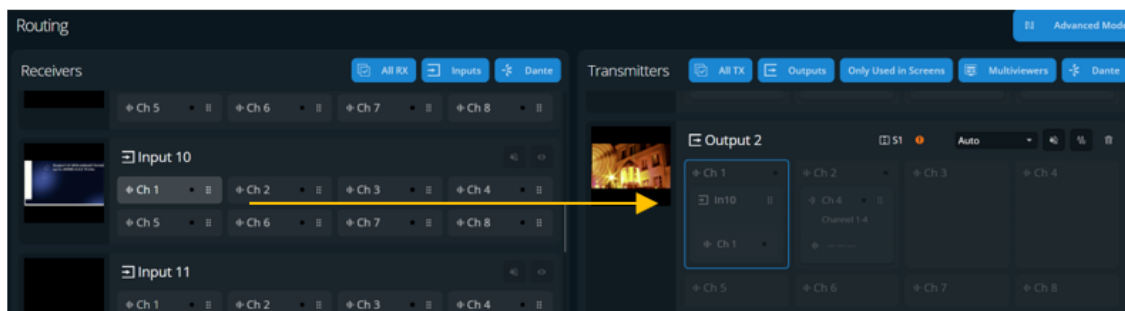 Routing
Advanced Mode
Receivers
All RX
Inputs
Dante
Transmitters
All TX
Outputs
Only Used in Screens
Multiviewers
Dante
Ch 5
Ch 6
Ch 7
Ch 8
Input 10
Ch 1
Ch 2
Ch 3
Ch 4
Ch 5
Ch 6
Ch 7
Ch 8
Input 11
Ch 1
Ch 2
Ch 3
Ch 4
Output 2
S1
Auto
Ch 1
Ch 2
Ch 3
Ch 4
In10
Ch 4
Channel 1-4
Ch 1
-- -- --
Ch 5
Ch 6
Ch 7
Ch 8